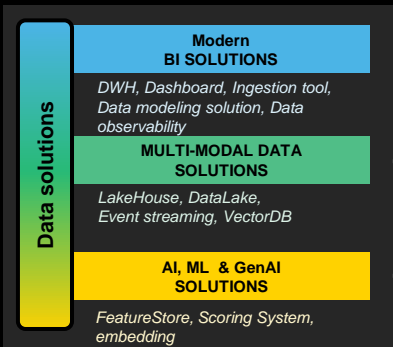 Data solutions
Modern
BI SOLUTIONS
DWH, Dashboard, Ingestion tool,
Data modeling solution, Data
observability
MULTI-MODAL DATA
SOLUTIONS
LakeHouse, DataLake,
Event streaming, VectorDB
AI, ML & GenAI
SOLUTIONS
FeatureStore, Scoring System,
embedding